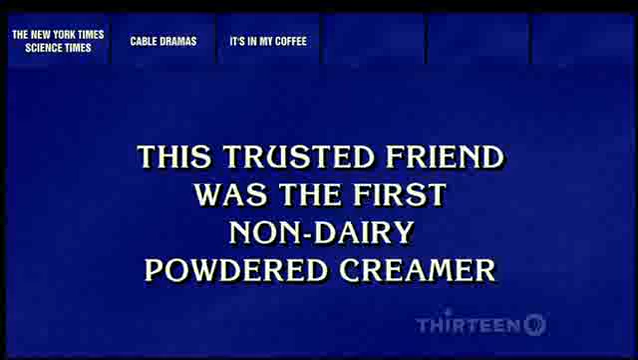 THE NEW YORK TIMES
SCIENCE TIMES
CABLE DRAMAS
IT'S IN MY COFFEE
THIS TRUSTED FRIEND
WAS THE FIRST
NON-DAIRY
POWDERED CREAMER
THIRTEEN